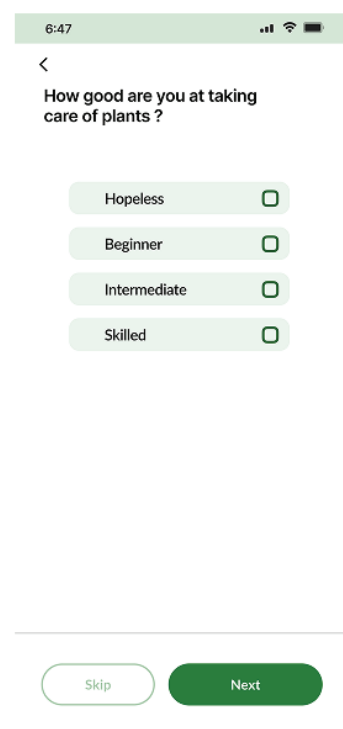 6:47
How good are you at taking
care of plants ?
Hopeless
Beginner
Intermediate
Skilled
Skip
Next